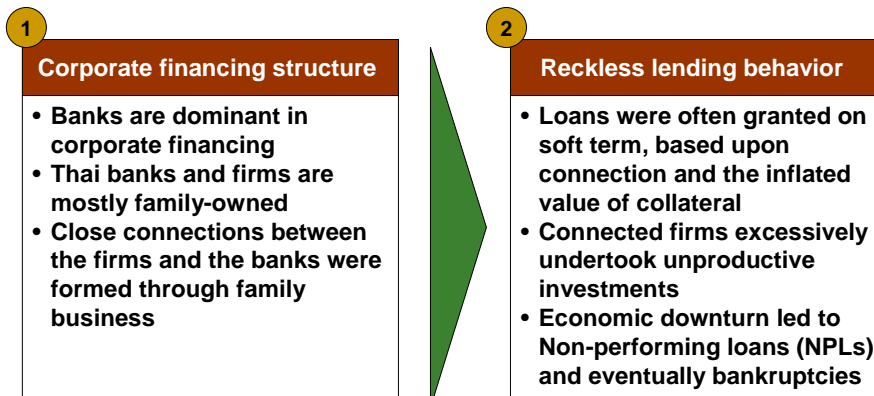 1
Corporate financing structure
• Banks are dominant in
corporate financing
• Thai banks and firms are
mostly family-owned
• Close connections between
the firms and the banks were
formed through family
business
2
Reckless lending behavior
• Loans were often granted on
soft term, based upon
connection and the inflated
value of collateral
• Connected firms excessively
undertook unproductive
investments
• Economic downturn led to
Non-performing loans (NPLs)
and eventually bankruptcies